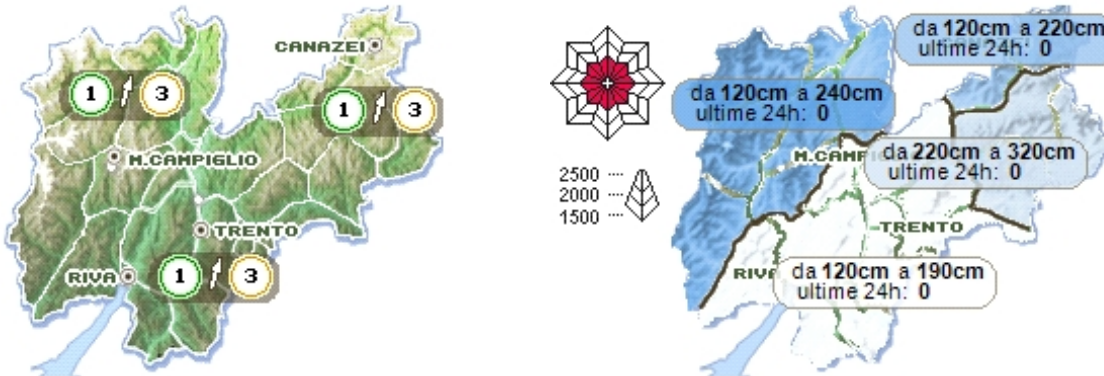 CANAZEI
1 3
1 3
M.CAMPIGLIO
TRENTO
RIVA
1 3
2500
2000
1500
da 120cm a 220cm
ultime 24h: 0
da 120cm a 240cm
ultime 24h: 0
M.CAMPIG
da 220cm a 320cm
ultime 24h: 0
TRENTO
RIVA
da 120cm a 190cm
ultime 24h: 0